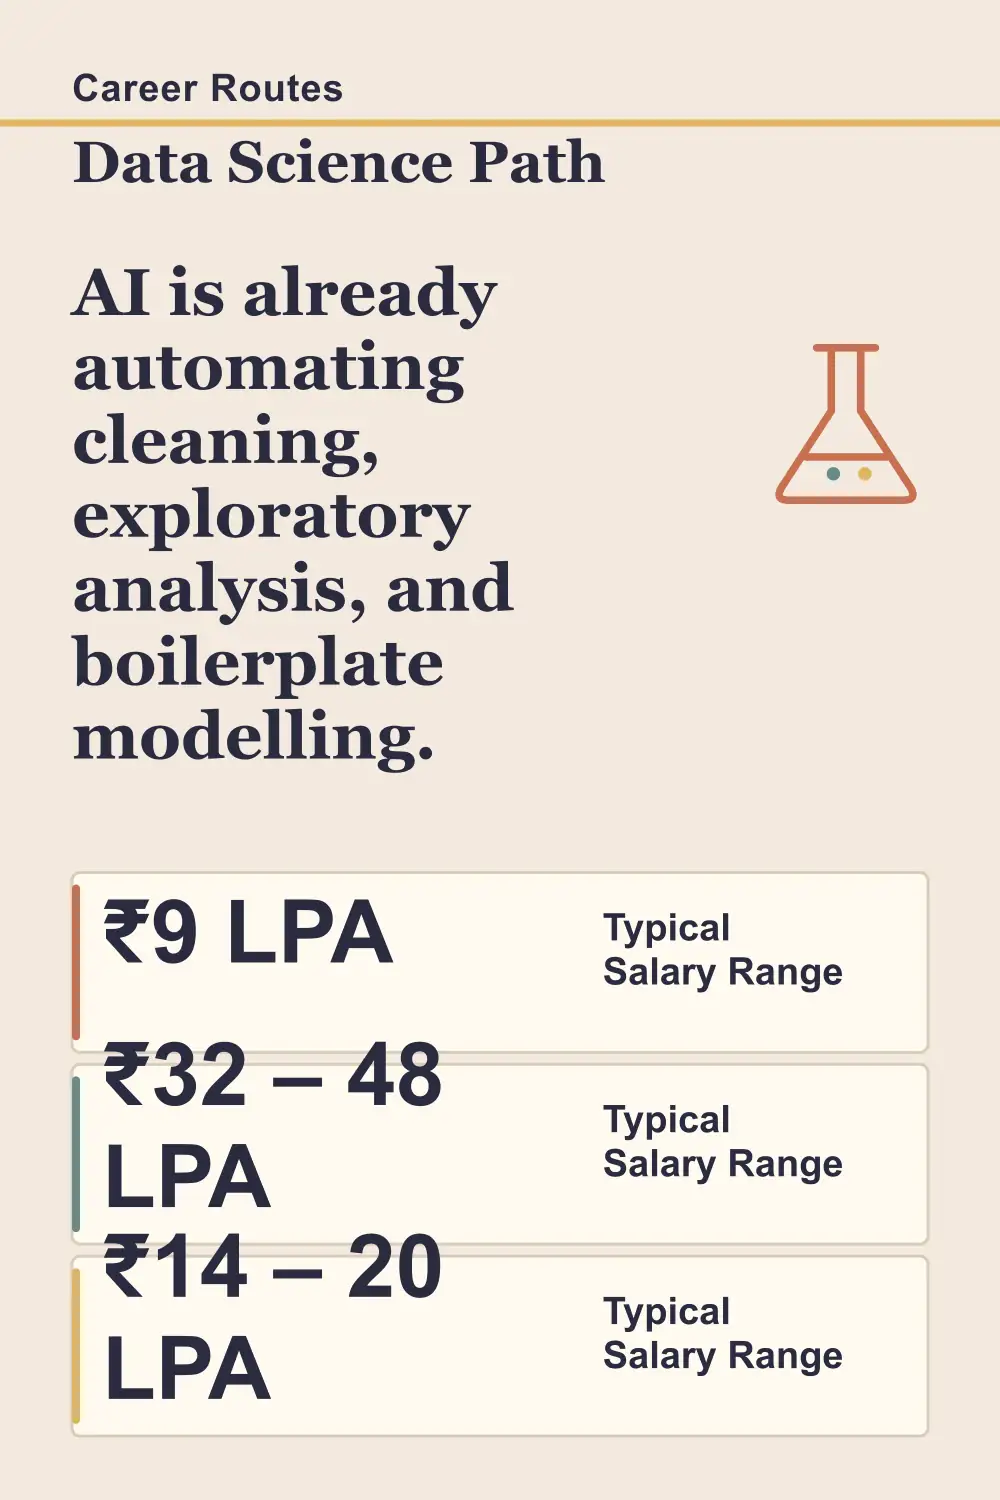 Career Routes
Data Science Path
AI is already
automating
cleaning,
exploratory
analysis, and
boilerplate
modelling.
₹9 LPA
Typical
Salary Range
₹32 – 48
LPA
Typical
Salary Range
₹14 – 20
LPA
Typical
Salary Range